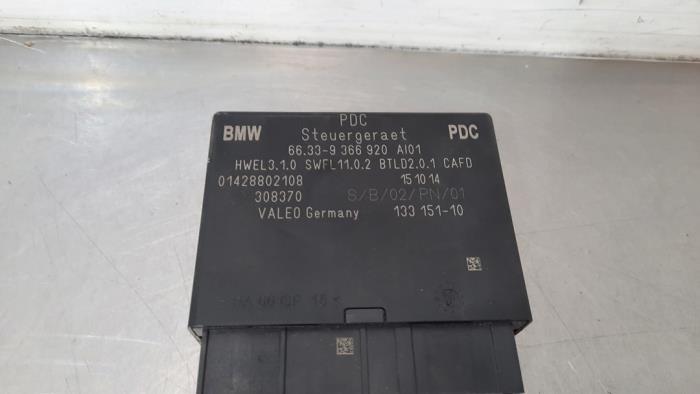 PDC
BMW Steuergeraet PDC
66.33-9 366 920 AI01
HWEL3.1.0 SWFL11.0.2 BTLD2.0.1 CAFD
01428802108 15 10 14
308370 S/B/02/PN/01
VALEO Germany 133 151-10